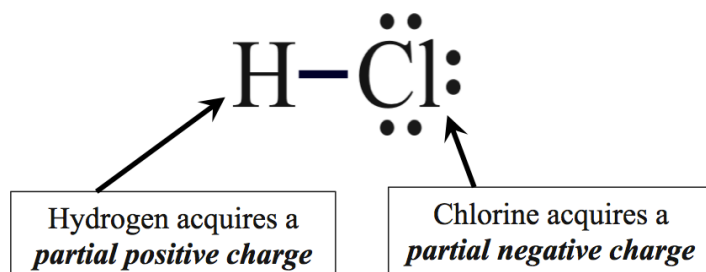 H Cl
Hydrogen acquires a
partial positive charge
Chlorine acquires a
partial negative charge